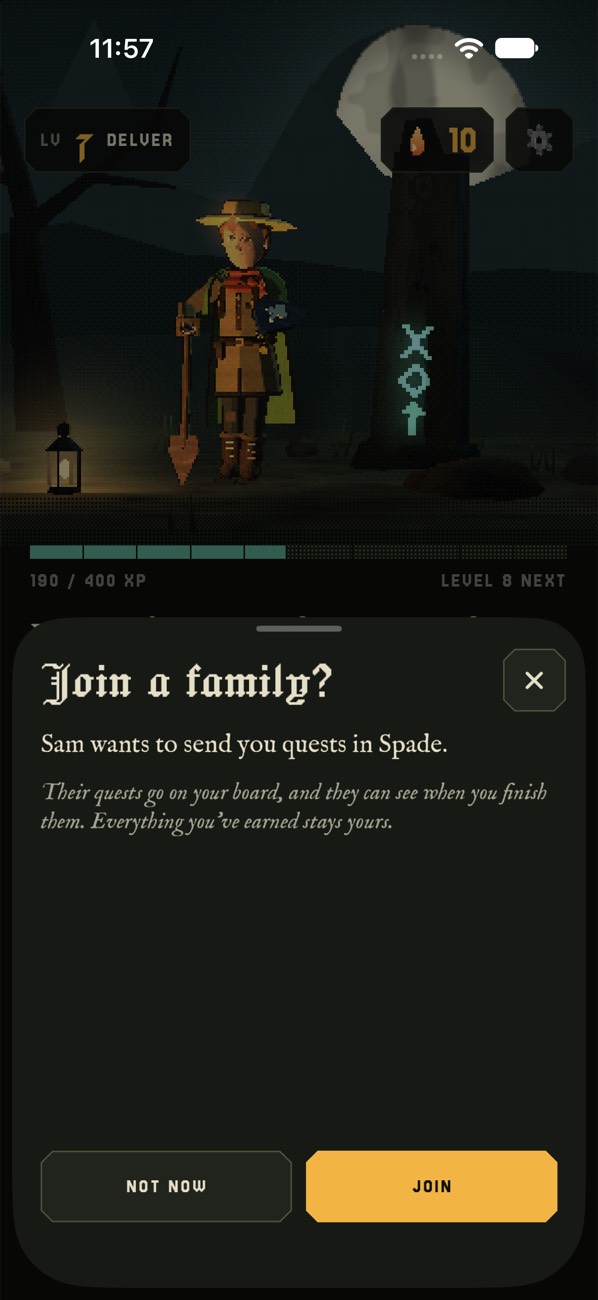 11:57
LV 7 DELVER
10
190 / 400 XP
LEVEL 8 NEXT
Join a family?
Sam wants to send you quests in Spade.
Their quests go on your board, and they can see when you finish
them. Everything you’ve earned stays yours.
NOT NOW
JOIN